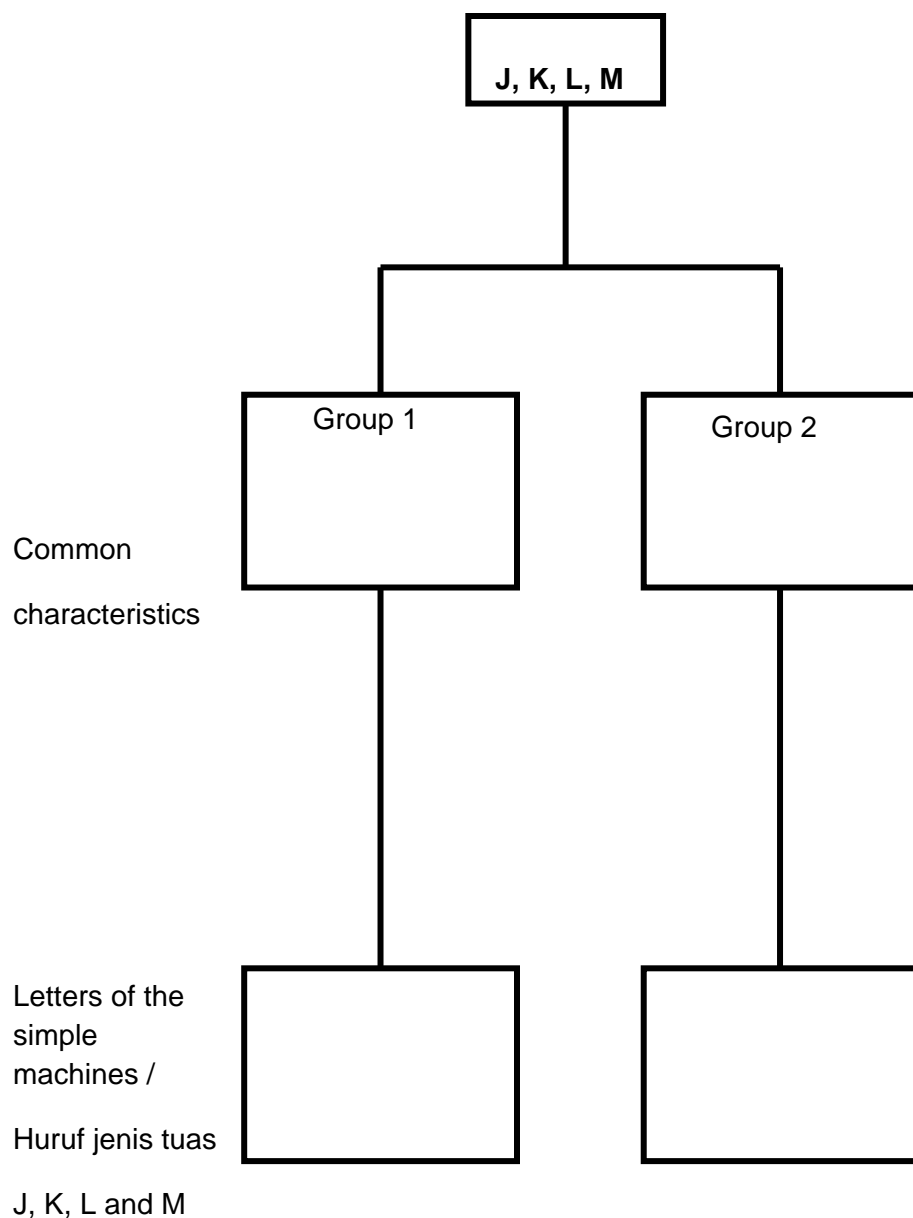 J, K, L, M
Group 1
Group 2
Common
characteristics
Letters of the
simple
machines /
Huruf jenis tuas
J, K, L and M